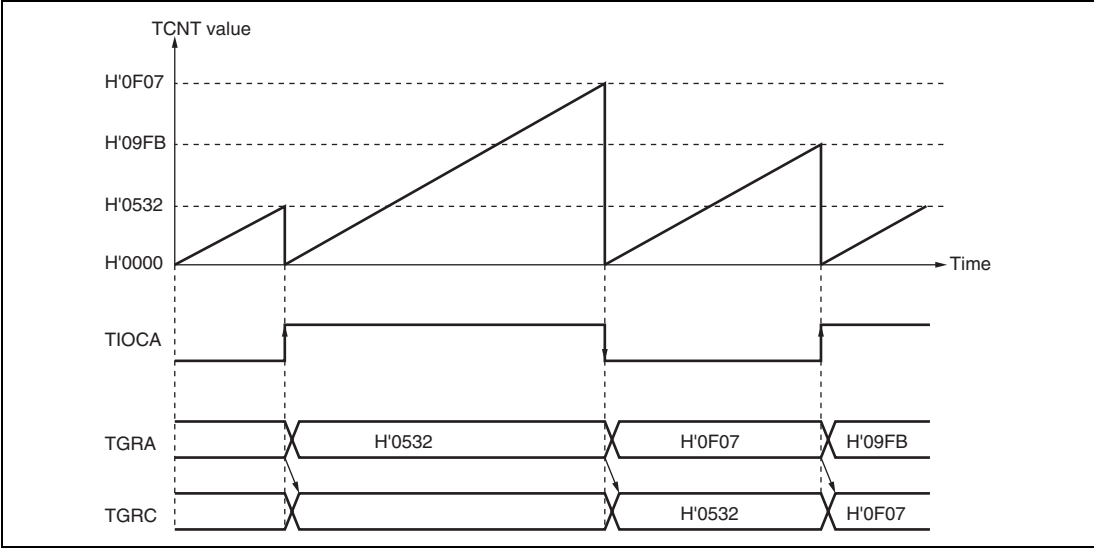 TCNT value
H'0F07
H'09FB
H'0532
H'0000
Time
TIOCA
TGRA H'0532 H'0F07 H'09FB
TGRC H'0532 H'0F07